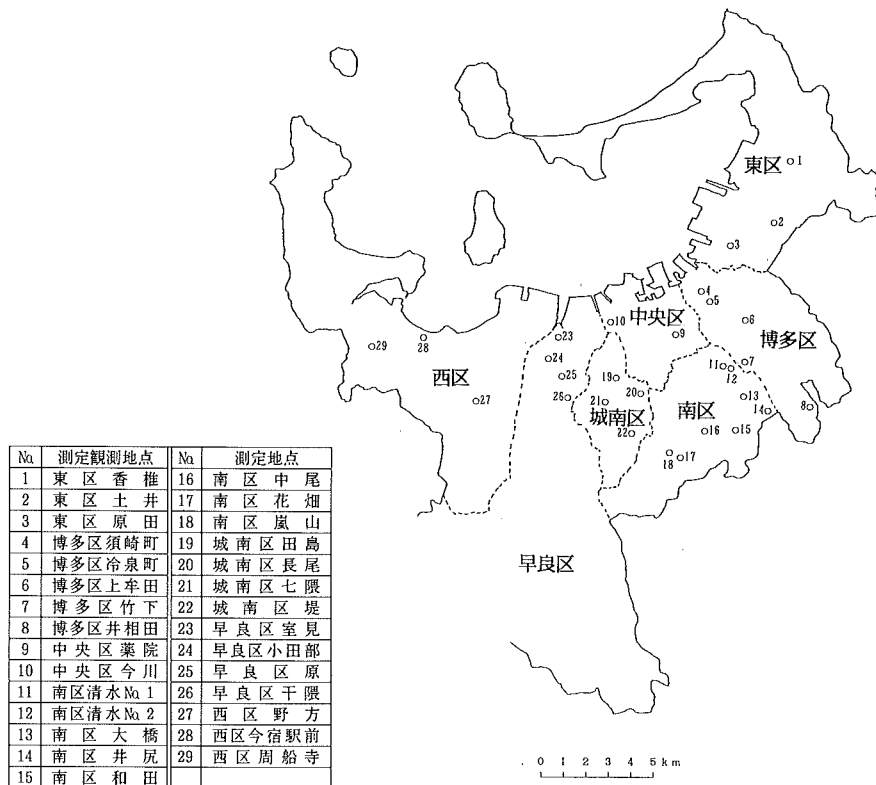 東区 1
2
3
4
5
中央区
10
9
6
博多区
23
29
28
24
西区
11
7
12
25
19
27
26
21
20
13
城南区
南区
14
8
22
16
15
18
17
早良区
No. 測定観測地点 No. 測定地点
1 東区香椎 16 南区中尾
2 東区土井 17 南区花畑
3 東区原田 18 南区嵐山
4 博多区須崎町 19 城南区田島
5 博多区冷泉町 20 城南区長尾
6 博多区上牟田 21 城南区七隈
7 博多区竹下 22 城南区堤
8 博多区井相田 23 早良区室見
9 中央区薬院 24 早良区小田部
10 中央区今川 25 早良区原
11 南区清水No.1 26 早良区干隈
12 南区清水No.2 27 西区野方
13 南区大橋 28 西区今宿駅前
14 南区井尻 29 西区周船寺
15 南区和田
0 1 2 3 4 5 km